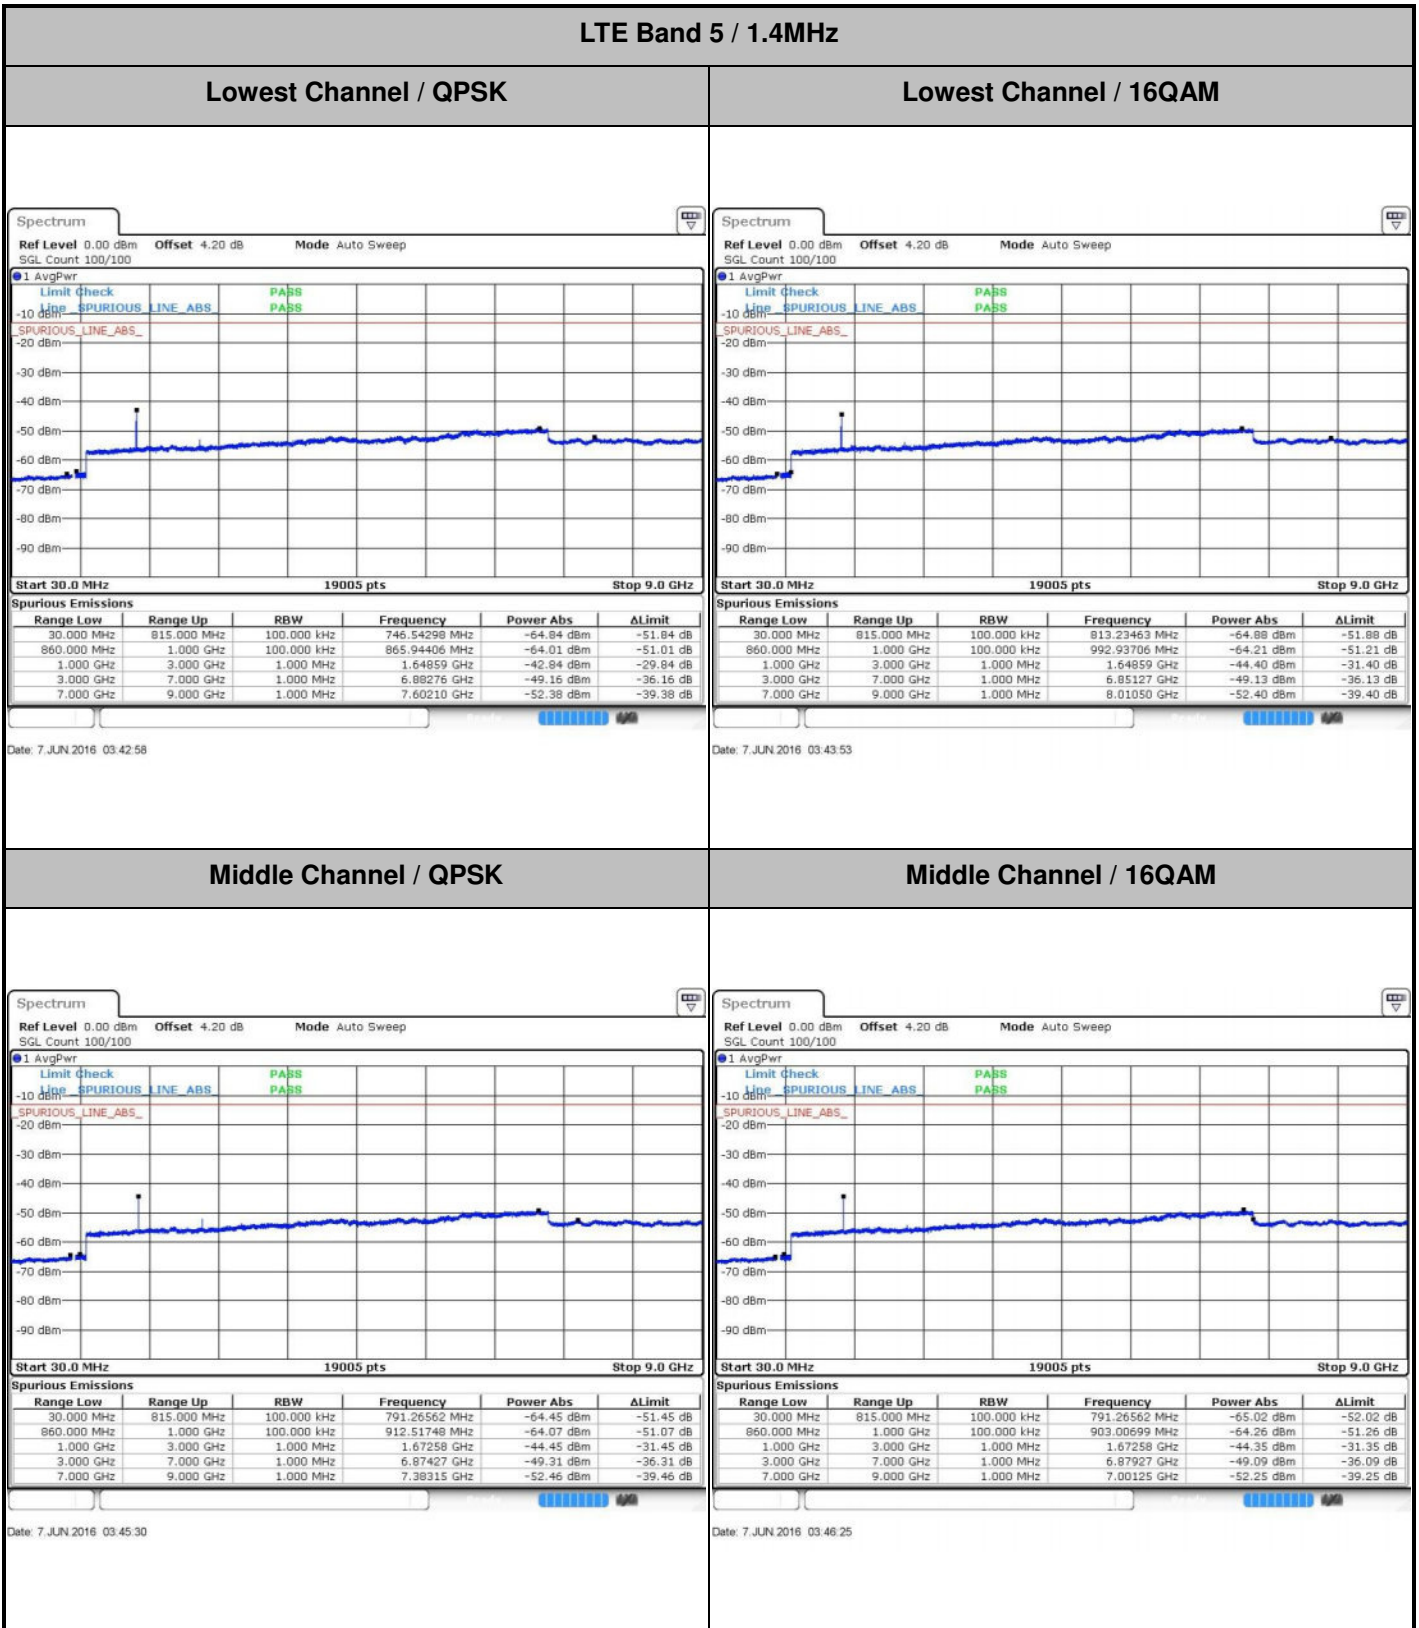 LTE Band 5 / 1.4MHz
Lowest Channel / QPSK
Lowest Channel / 16QAM
Spectrum
Ref Level 0.00 dBm Offset 4.20 dB Mode Auto Sweep
SGL Count 100/100
1 AvgPwr
Limit Check PASS
Line _SPURIOUS_LINE_ABS_ PASS
-10 dBm
_SPURIOUS_LINE_ABS_
-20 dBm
-30 dBm
-40 dBm
-50 dBm
-60 dBm
-70 dBm
-80 dBm
-90 dBm
Start 30.0 MHz 19005 pts Stop 9.0 GHz
Spurious Emissions
Range Low Range Up RBW Frequency Power Abs ΔLimit
30.000 MHz 815.000 MHz 100.000 kHz 746.54298 MHz -64.84 dBm -51.84 dB
860.000 MHz 1.000 GHz 100.000 kHz 865.94406 MHz -64.01 dBm -51.01 dB
1.000 GHz 3.000 GHz 1.000 MHz 1.64859 GHz -42.84 dBm -29.84 dB
3.000 GHz 7.000 GHz 1.000 MHz 6.88276 GHz -49.16 dBm -36.16 dB
7.000 GHz 9.000 GHz 1.000 MHz 7.60210 GHz -52.38 dBm -39.38 dB
Date: 7.JUN.2016 03:42:58
Spectrum
Ref Level 0.00 dBm Offset 4.20 dB Mode Auto Sweep
SGL Count 100/100
1 AvgPwr
Limit Check PASS
Line _SPURIOUS_LINE_ABS_ PASS
-10 dBm
_SPURIOUS_LINE_ABS_
-20 dBm
-30 dBm
-40 dBm
-50 dBm
-60 dBm
-70 dBm
-80 dBm
-90 dBm
Start 30.0 MHz 19005 pts Stop 9.0 GHz
Spurious Emissions
Range Low Range Up RBW Frequency Power Abs ΔLimit
30.000 MHz 815.000 MHz 100.000 kHz 813.23463 MHz -64.88 dBm -51.88 dB
860.000 MHz 1.000 GHz 100.000 kHz 992.93706 MHz -64.21 dBm -51.21 dB
1.000 GHz 3.000 GHz 1.000 MHz 1.64859 GHz -44.40 dBm -31.40 dB
3.000 GHz 7.000 GHz 1.000 MHz 6.85127 GHz -49.13 dBm -36.13 dB
7.000 GHz 9.000 GHz 1.000 MHz 8.01050 GHz -52.40 dBm -39.40 dB
Date: 7.JUN.2016 03:43:53
Middle Channel / QPSK
Middle Channel / 16QAM
Spectrum
Ref Level 0.00 dBm Offset 4.20 dB Mode Auto Sweep
SGL Count 100/100
1 AvgPwr
Limit Check PASS
Line _SPURIOUS_LINE_ABS_ PASS
-10 dBm
_SPURIOUS_LINE_ABS_
-20 dBm
-30 dBm
-40 dBm
-50 dBm
-60 dBm
-70 dBm
-80 dBm
-90 dBm
Start 30.0 MHz 19005 pts Stop 9.0 GHz
Spurious Emissions
Range Low Range Up RBW Frequency Power Abs ΔLimit
30.000 MHz 815.000 MHz 100.000 kHz 791.26562 MHz -64.45 dBm -51.45 dB
860.000 MHz 1.000 GHz 100.000 kHz 912.51748 MHz -64.07 dBm -51.07 dB
1.000 GHz 3.000 GHz 1.000 MHz 1.67258 GHz -44.45 dBm -31.45 dB
3.000 GHz 7.000 GHz 1.000 MHz 6.87427 GHz -49.31 dBm -36.31 dB
7.000 GHz 9.000 GHz 1.000 MHz 7.38315 GHz -52.46 dBm -39.46 dB
Date: 7.JUN.2016 03:45:30
Spectrum
Ref Level 0.00 dBm Offset 4.20 dB Mode Auto Sweep
SGL Count 100/100
1 AvgPwr
Limit Check PASS
Line _SPURIOUS_LINE_ABS_ PASS
-10 dBm
_SPURIOUS_LINE_ABS_
-20 dBm
-30 dBm
-40 dBm
-50 dBm
-60 dBm
-70 dBm
-80 dBm
-90 dBm
Start 30.0 MHz 19005 pts Stop 9.0 GHz
Spurious Emissions
Range Low Range Up RBW Frequency Power Abs ΔLimit
30.000 MHz 815.000 MHz 100.000 kHz 791.26562 MHz -65.02 dBm -52.02 dB
860.000 MHz 1.000 GHz 100.000 kHz 903.00699 MHz -64.26 dBm -51.26 dB
1.000 GHz 3.000 GHz 1.000 MHz 1.67258 GHz -44.35 dBm -31.35 dB
3.000 GHz 7.000 GHz 1.000 MHz 6.87927 GHz -49.09 dBm -36.09 dB
7.000 GHz 9.000 GHz 1.000 MHz 7.00125 GHz -52.25 dBm -39.25 dB
Date: 7.JUN.2016 03:46:25